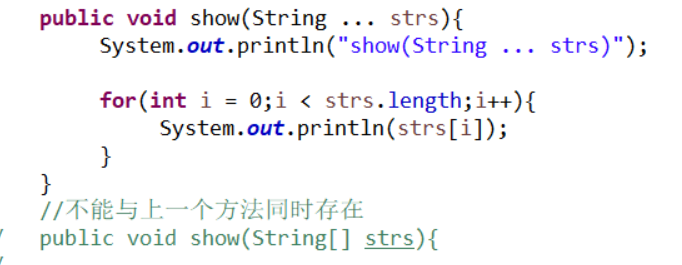 public void show(String ... strs){
System.out.println("show(String ... strs)");
for(int i = 0;i < strs.length;i++){
System.out.println(strs[i]);
}
}
//不能与上一个方法同时存在
public void show(String[] strs){